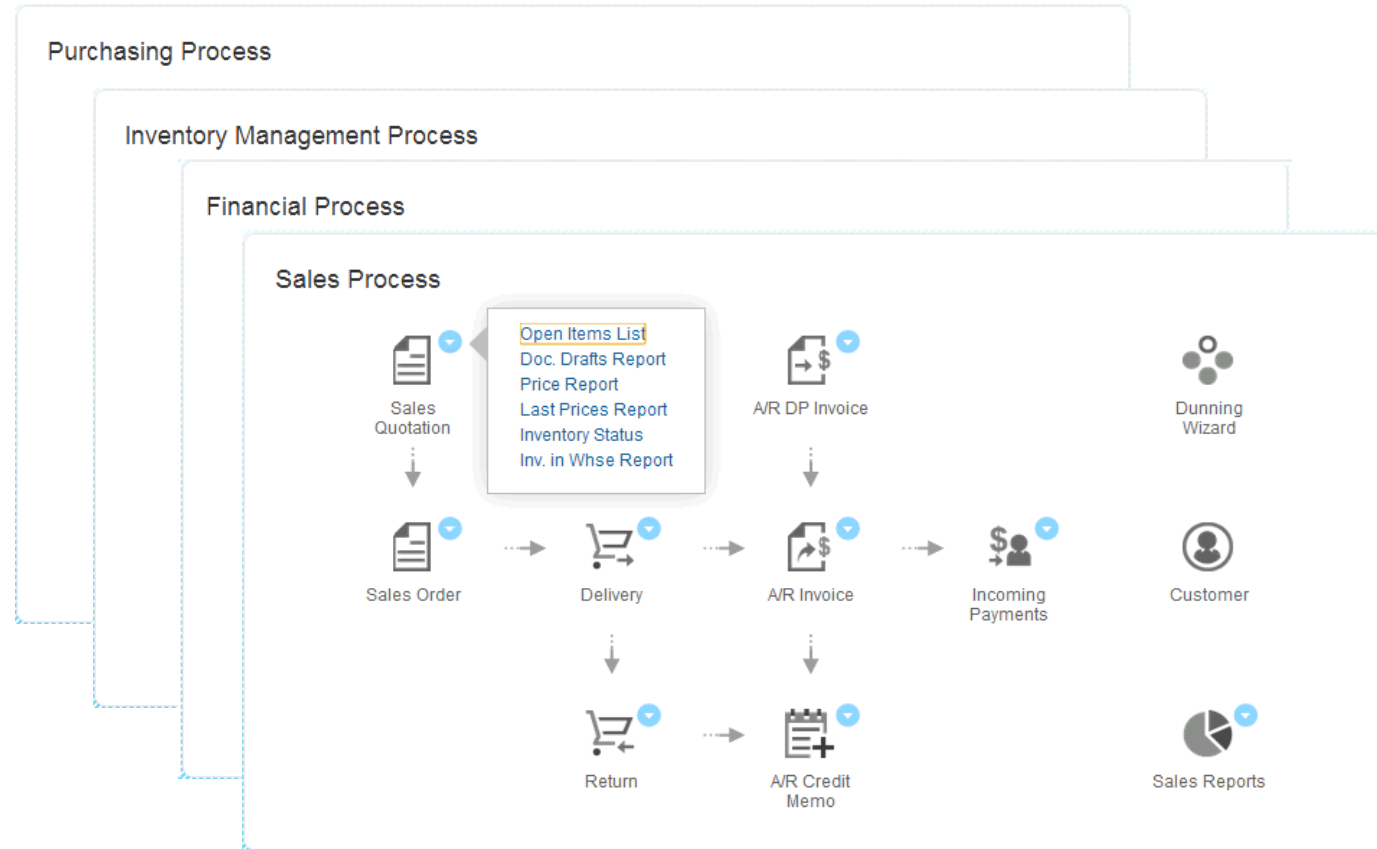 Purchasing Process
Inventory Management Process
Financial Process
Sales Process
Open Items List
Doc. Drafts Report
Price Report
Last Prices Report
Inventory Status
Inv. in Whse Report
Sales
Quotation
A/R DP Invoice
Dunning
Wizard
Sales Order
Delivery
A/R Invoice
Incoming
Payments
Customer
Return
A/R Credit
Memo
Sales Reports